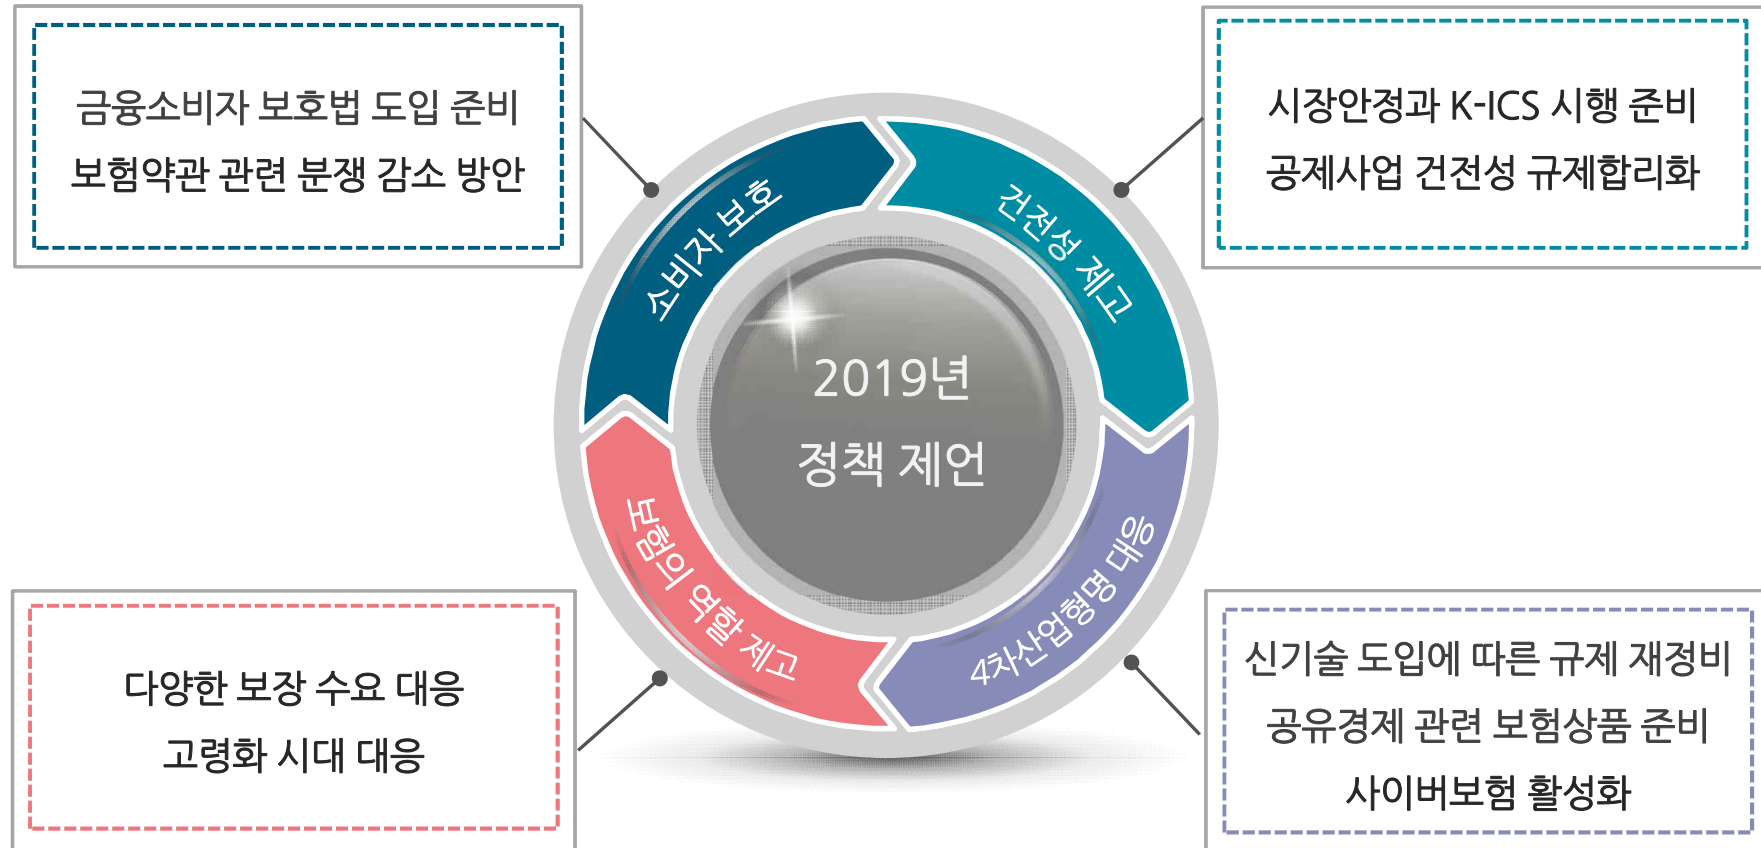 금융소비자 보호법 도입 준비
보험약관 관련 분쟁 감소 방안
시장안정과 K-ICS 시행 준비
공제사업 건전성 규제합리화
소비자 보호
건전성 제고
2019년
정책 제언
보험의 역할 제고
4차산업형명 대응
다양한 보장 수요 대응
고령화 시대 대응
신기술 도입에 따른 규제 재정비
공유경제 관련 보험상품 준비
사이버보험 활성화